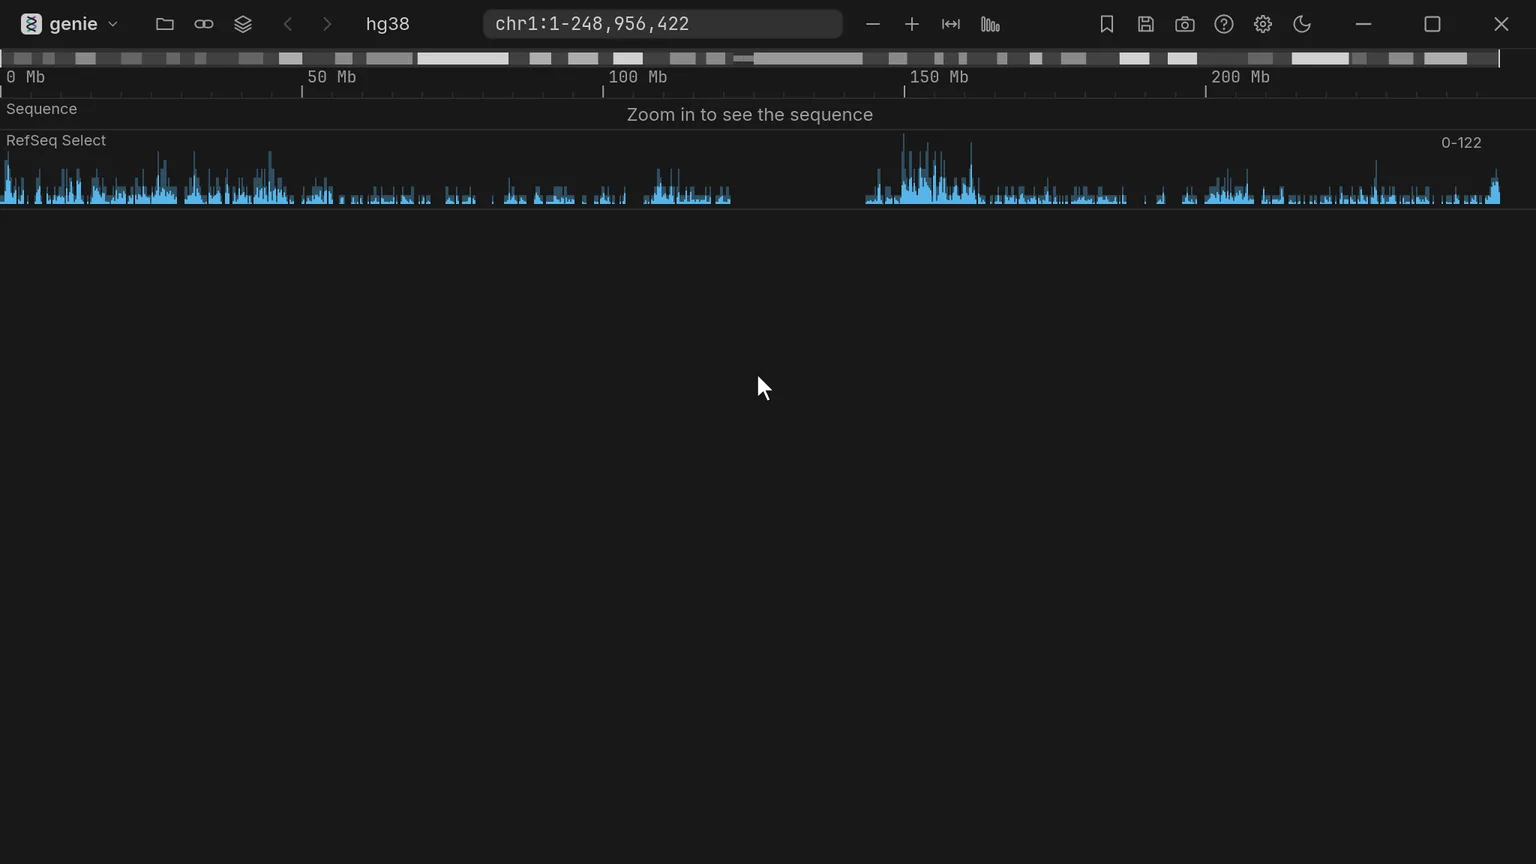 genie hg38 chr1:1-248,956,422
0 Mb 50 Mb 100 Mb 150 Mb 200 Mb
Sequence Zoom in to see the sequence
RefSeq Select 0-122